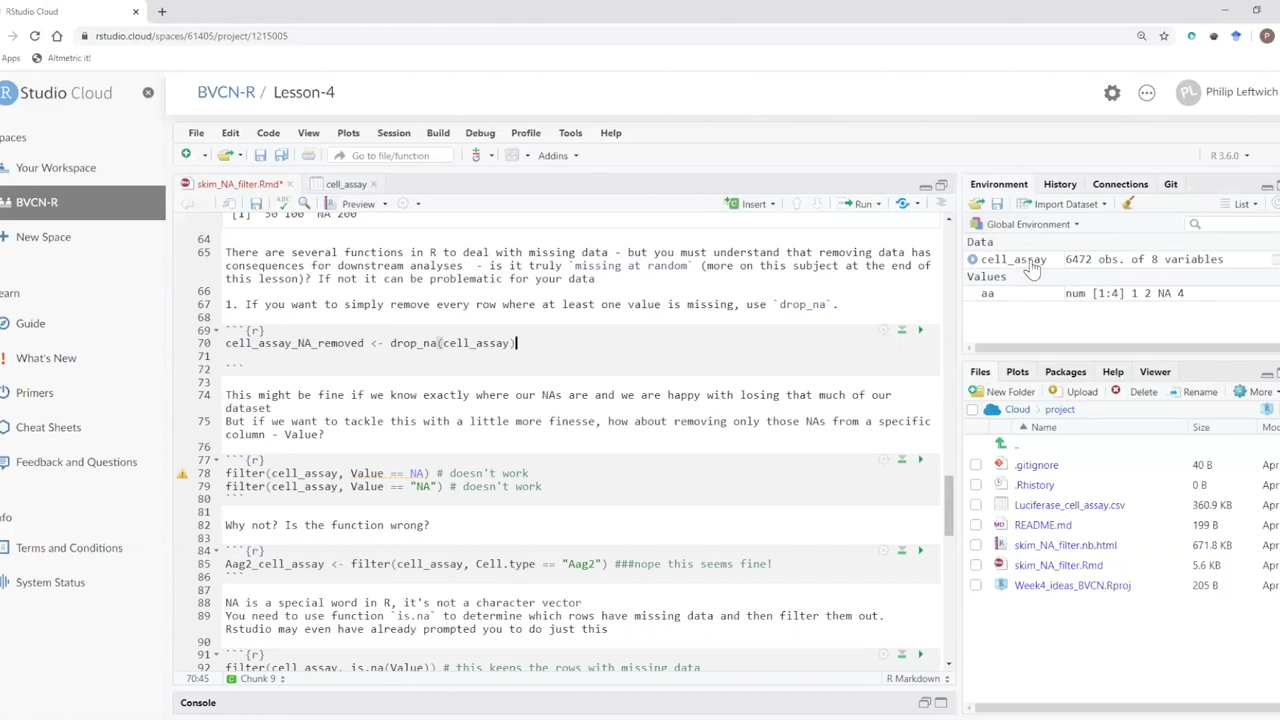 RStudio Cloud
rstudio.cloud/spaces/61405/project/1215005
Apps Altmetric it!
P
R Studio Cloud
BVCN-R / Lesson-4
PL Philip Leftwich
paces
Your Workspace
BVCN-R
New Space
earn
Guide
What's New
Primers
Cheat Sheets
Feedback and Questions
nfo
Terms and Conditions
System Status
File Edit Code View Plots Session Build Debug Profile Tools Help
Go to file/function Addins R 3.6.0
skim_NA_filter.Rmd* cell_assay
Preview Insert Run
[1] 50 100 NA 200
64
65 There are several functions in R to deal with missing data - but you must understand that removing data has
consequences for downstream analyses - is it truly `missing at random` (more on this subject at the end of
this lesson)? If not it can be problematic for your data
66
67 1. If you want to simply remove every row where at least one value is missing, use `drop_na`.
68
69 ```{r}
70 cell_assay_NA_removed <- drop_na(cell_assay)
71
72 ```
73
74 This might be fine if we know exactly where our NAs are and we are happy with losing that much of our
dataset
75 But if we want to tackle this with a little more finesse, how about removing only those NAs from a specific
column - Value?
76
77 ```{r}
78 filter(cell_assay, Value == NA) # doesn't work
79 filter(cell_assay, Value == "NA") # doesn't work
80 ```
81
82 Why not? Is the function wrong?
83
84 ```{r}
85 Aag2_cell_assay <- filter(cell_assay, Cell.type == "Aag2") ###nope this seems fine!
86 ```
87
88 NA is a special word in R, it's not a character vector
89 You need to use function `is.na` to determine which rows have missing data and then filter them out.
Rstudio may even have already prompted you to do just this
90
91 ```{r}
92 filter(cell_assay, is.na(Value)) # this keeps the rows with missing data
70:45 Chunk 9 R Markdown
Console
Environment History Connections Git
Import Dataset List
Global Environment
Data
cell_assay 6472 obs. of 8 variables
Values
aa num [1:4] 1 2 NA 4
Files Plots Packages Help Viewer
New Folder Upload Delete Rename More
Cloud project
Name Size
..
.gitignore 40 B Apr
.Rhistory 0 B Apr
Luciferase_cell_assay.csv 360.9 KB Apr
README.md 199 B Apr
skim_NA_filter.nb.html 671.8 KB Apr
skim_NA_filter.Rmd 5.6 KB Apr
Week4_ideas_BVCN.Rproj 205 B Apr